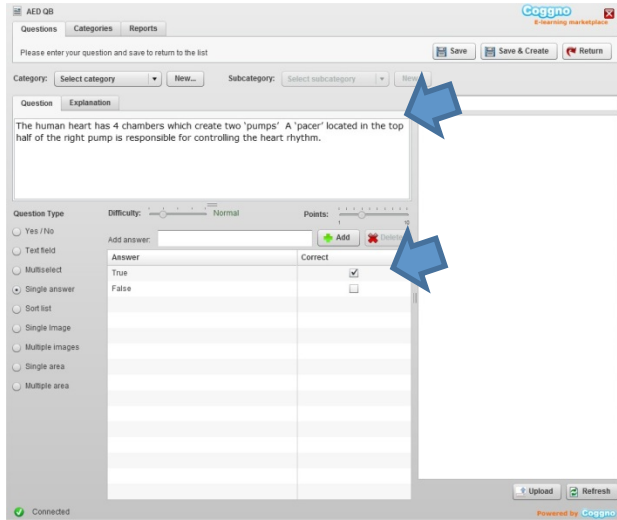 AED QB
Coggno
E-learning marketplace
Questions Categories Reports
Please enter your question and save to return to the list
Save Save & Create Return
Category: Select category New... Subcategory: Select subcategory
Question Explanation
The human heart has 4 chambers which create two 'pumps' A 'pacer' located in the top
half of the right pump is responsible for controlling the heart rhythm.
Question Type Difficulty: Normal Points:
1 10
Yes / No
Add answer: Add Delete
Text field
Answer Correct
Multiselect
True
Single answer
False
Sort list
Single Image
Multiple images
Single area
Multiple area
Upload Refresh
Connected
Powered by Coggno